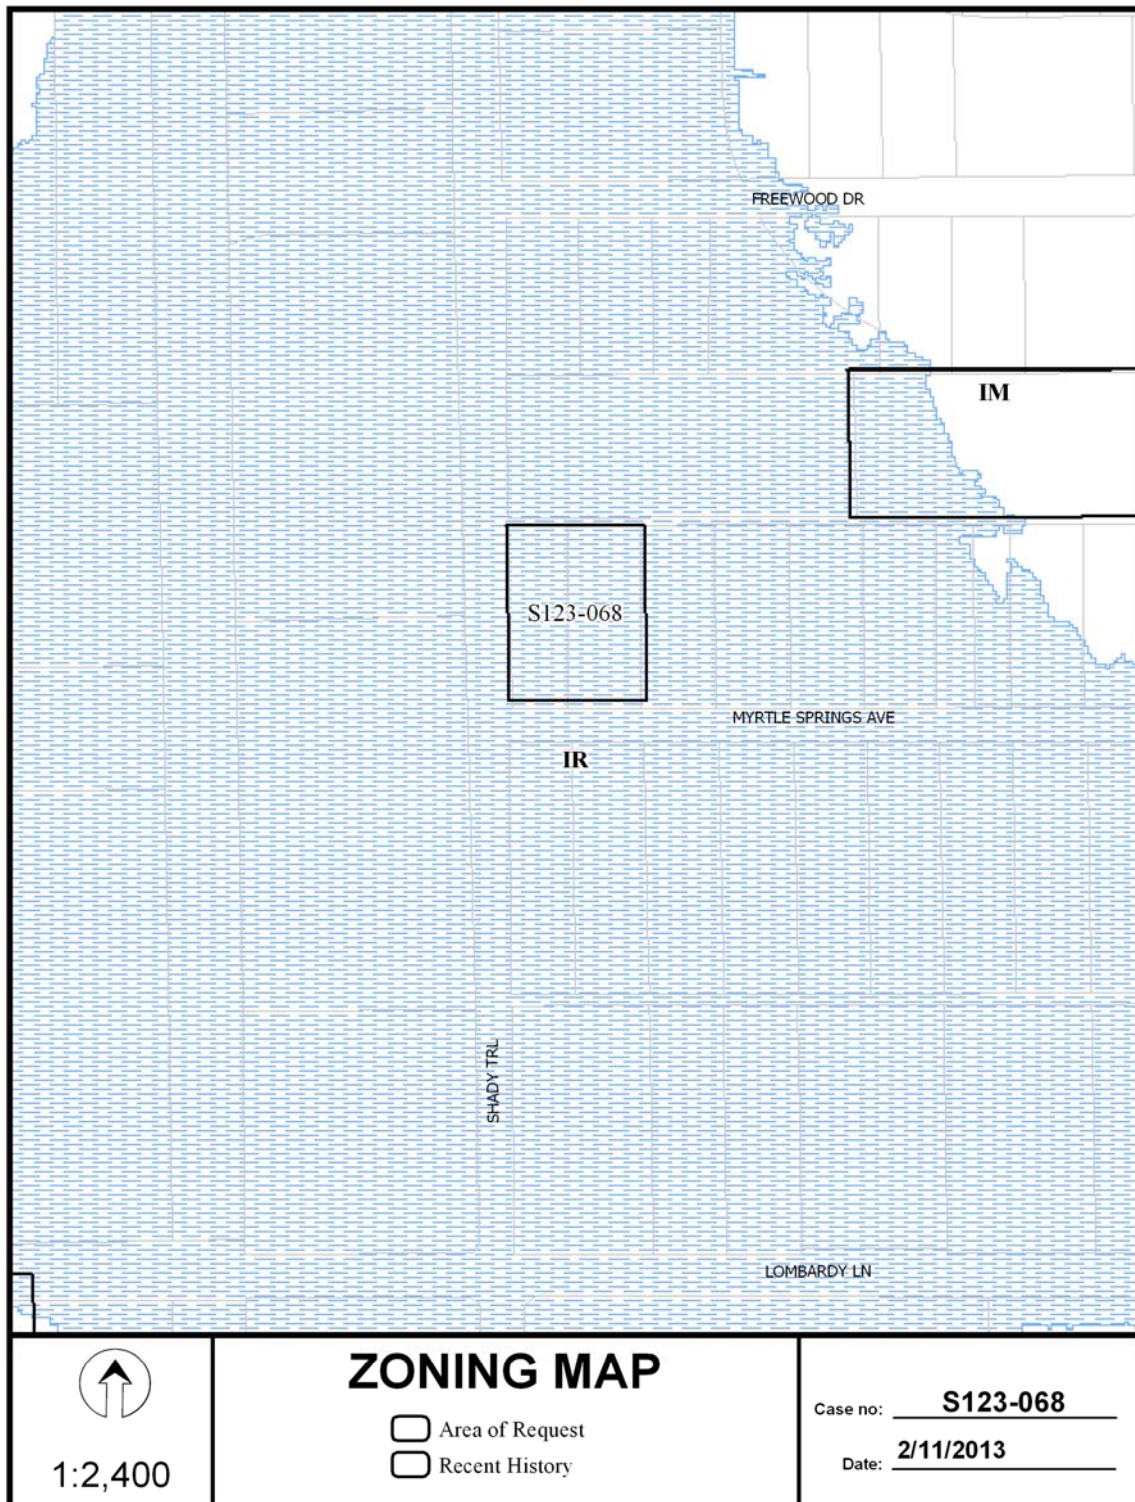 FREEWOOD DR
IM
S123-068
MYRTLE SPRINGS AVE
IR
SHADY TRL
LOMBARDY LN
1:2,400
ZONING MAP
Area of Request
Recent History
Case no: S123-068
Date: 2/11/2013